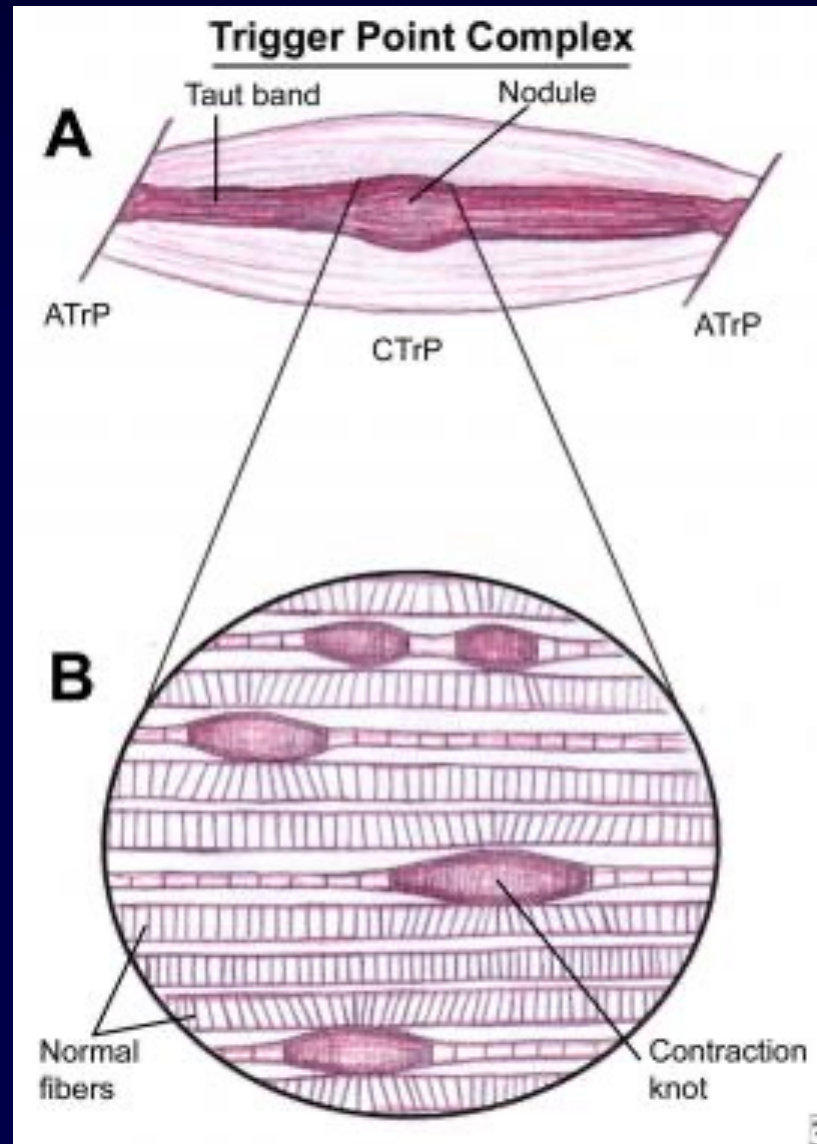 Trigger Point Complex
Taut band
Nodule
A
ATrP
CTrP
ATrP
B
Normal
fibers
Contraction
knot